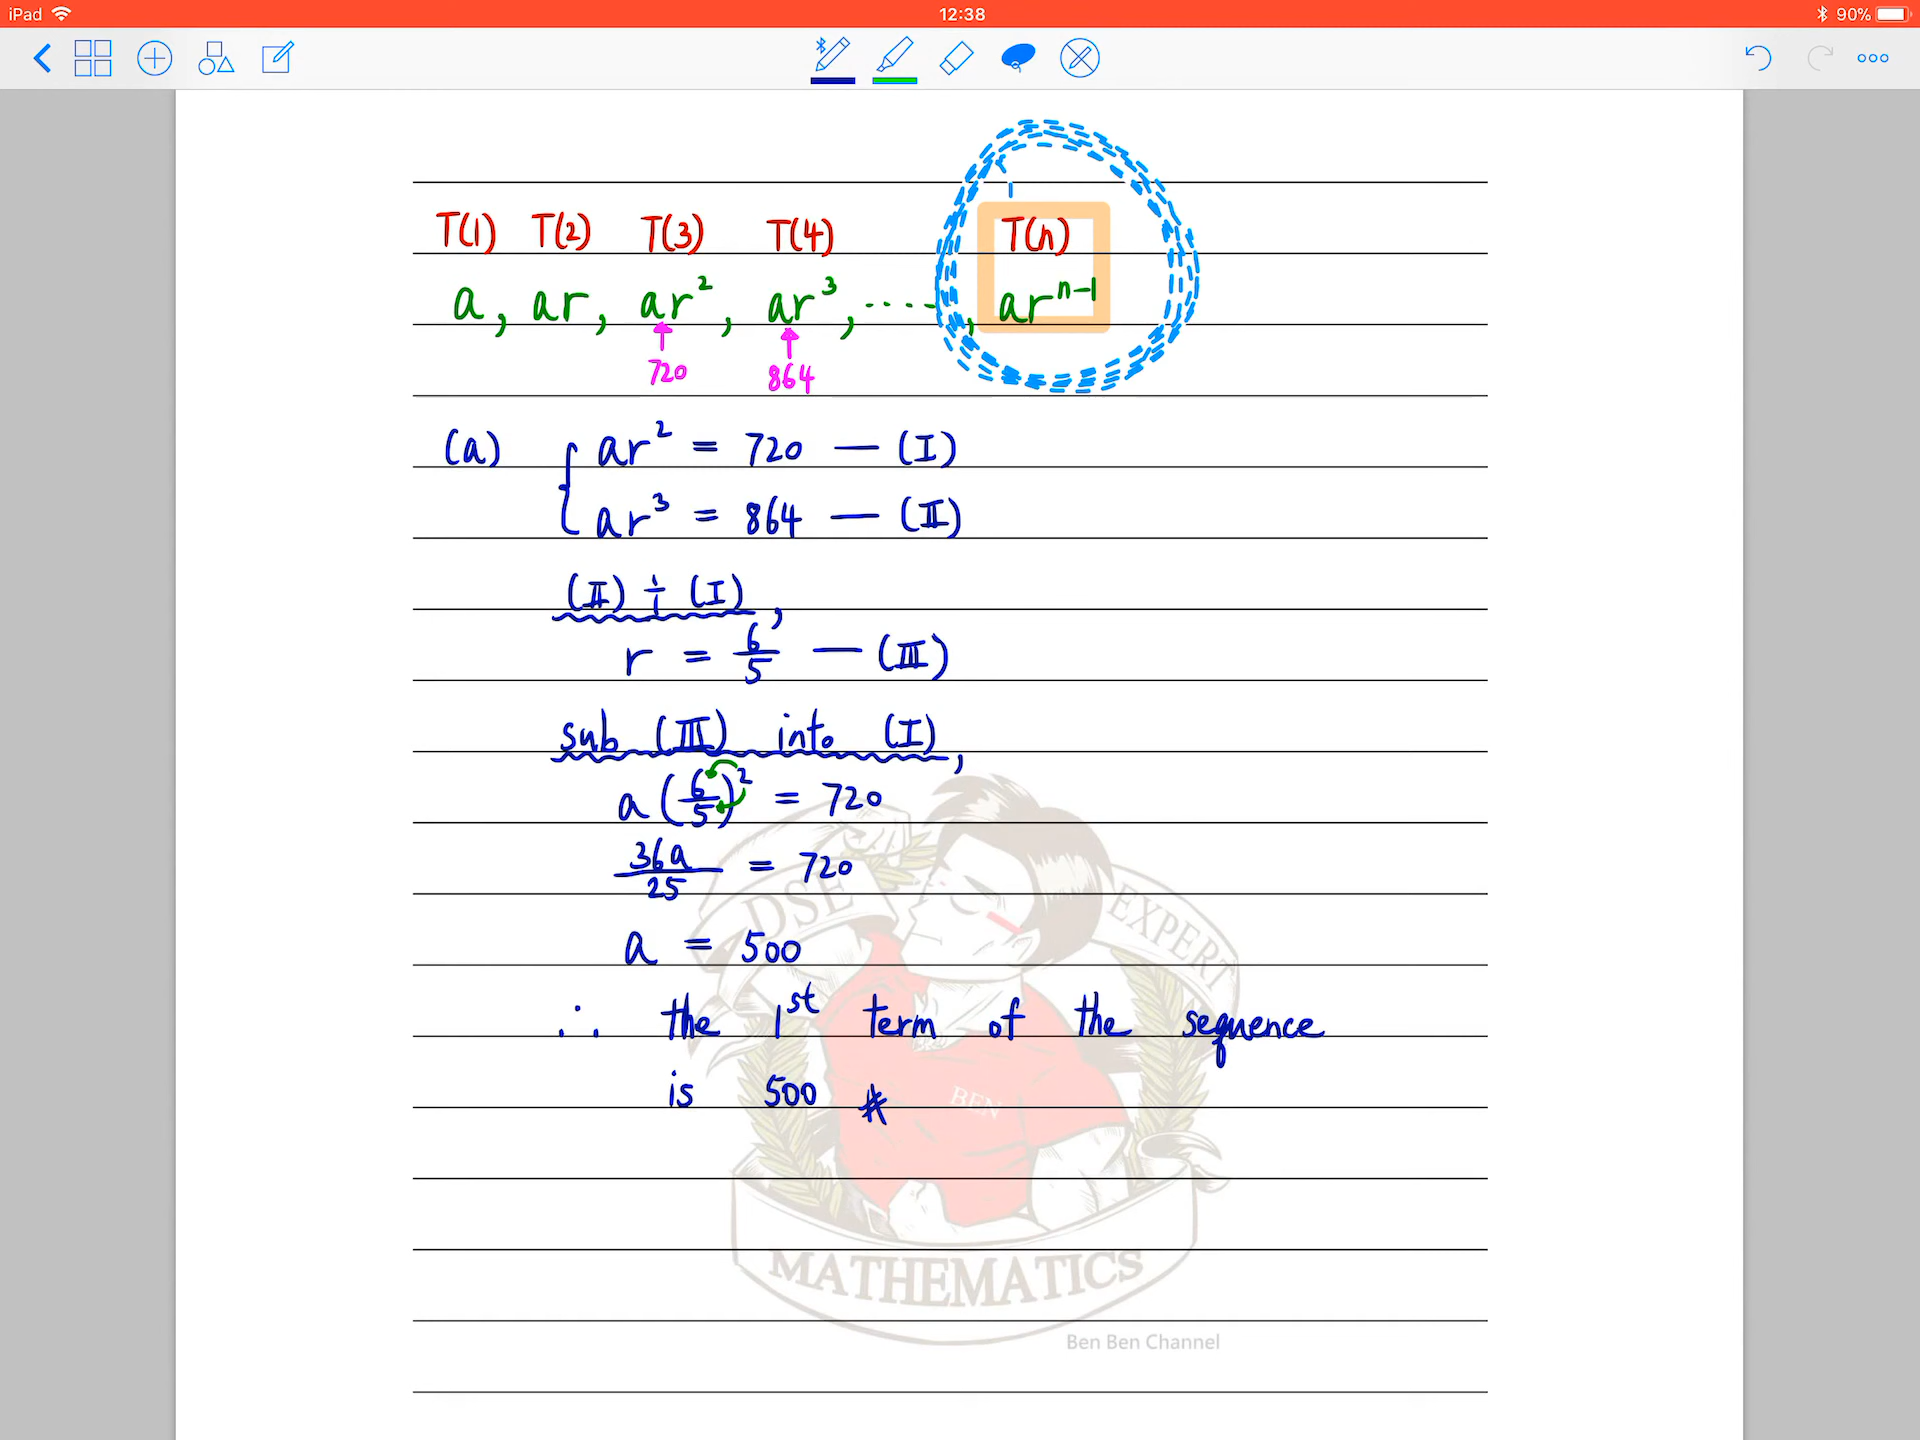 iPad 12:38 90%
T(1) T(2) T(3) T(4) T(n)
a, ar, ar², ar³, ....., ar^(n-1)
720 864
(a) ar² = 720 — (I)
ar³ = 864 — (II)
(II) ÷ (I),
r = 6/5 — (III)
sub (III) into (I),
a (6/5)² = 720
36a/25 = 720
a = 500
∴ the 1st term of the sequence
is 500 #
DSE EXPERT
BEN
MATHEMATICS
Ben Ben Channel